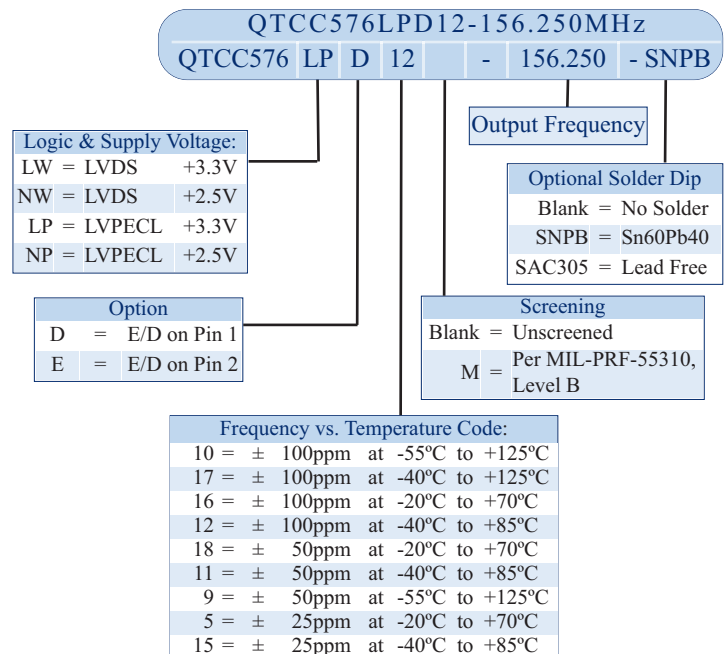 QTCC576LPD12-156.250MHz
QTCC576 LP D 12 - 156.250 - SNPB
Output Frequency
Logic & Supply Voltage:
LW = LVDS +3.3V
NW = LVDS +2.5V
LP = LVPECL +3.3V
NP = LVPECL +2.5V
Optional Solder Dip
Blank = No Solder
SNPB = Sn60Pb40
SAC305 = Lead Free
Option
D = E/D on Pin 1
E = E/D on Pin 2
Screening
Blank = Unscreened
M = Per MIL-PRF-55310,
Level B
Frequency vs. Temperature Code:
10 = ± 100ppm at -55ºC to +125ºC
17 = ± 100ppm at -40ºC to +125ºC
16 = ± 100ppm at -20ºC to +70ºC
12 = ± 100ppm at -40ºC to +85ºC
18 = ± 50ppm at -20ºC to +70ºC
11 = ± 50ppm at -40ºC to +85ºC
9 = ± 50ppm at -55ºC to +125ºC
5 = ± 25ppm at -20ºC to +70ºC
15 = ± 25ppm at -40ºC to +85ºC